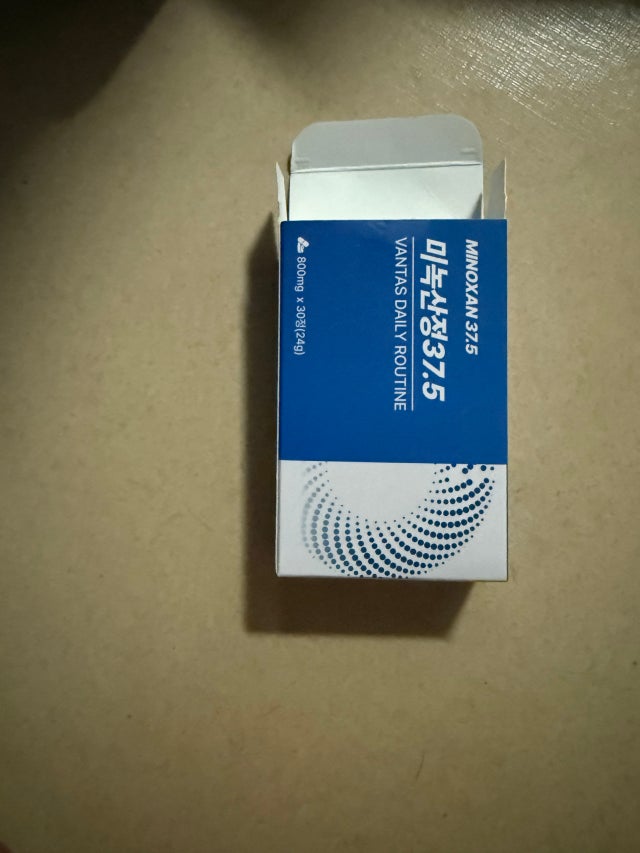 MINOXAN 37.5
미녹산정37.5
VANTAS DAILY ROUTINE
800mg x 30정(24g)